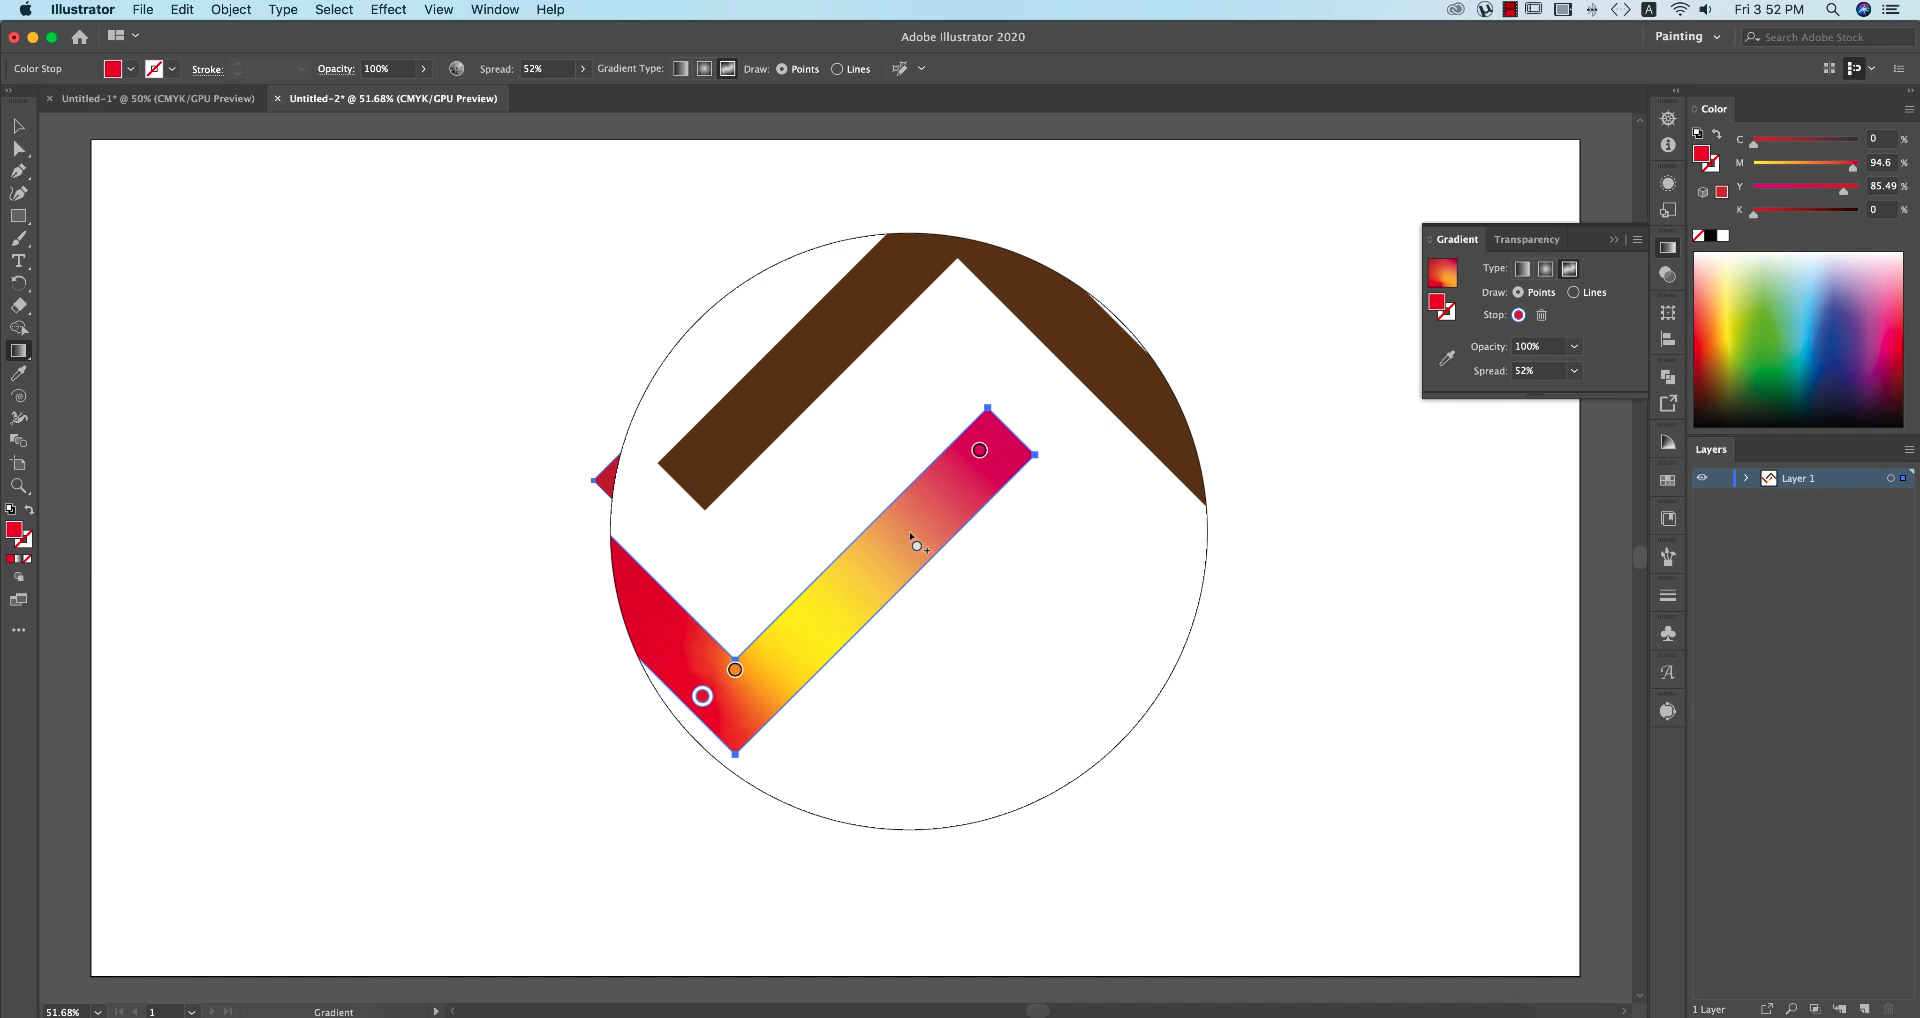 Illustrator File Edit Object Type Select Effect View Window Help
A Fri 3 52 PM
Adobe Illustrator 2020
Painting
Search Adobe Stock
Color Stop Stroke: Opacity: 100% Spread: 52% Gradient Type: Draw: Points Lines
Untitled-1* @ 50% (CMYK/GPU Preview)
Untitled-2* @ 51.68% (CMYK/GPU Preview)
Color
C 0 %
M 94.6 %
Y 85.49 %
K 0 %
Gradient Transparency
Type:
Draw: Points Lines
Stop:
Opacity: 100%
Spread: 52%
Layers
Layer 1
51.68% 1 Gradient
1 Layer